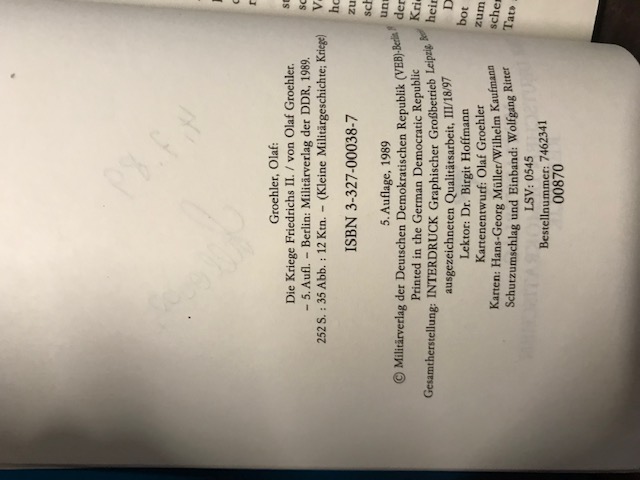 Groehler, Olaf:
Die Kriege Friedrichs II. / von Olaf Groehler.
– 5. Aufl. – Berlin: Militärverlag der DDR, 1989.
252 S. : 35 Abb. : 12 Ktn. – (Kleine Militärgeschichte; Kriege)
ISBN 3-327-00038-7
5. Auflage, 1989
© Militärverlag der Deutschen Demokratischen Republik (VEB)-Berlin,
Printed in the German Democratic Republic
Gesamtherstellung: INTERDRUCK Graphischer Großbetrieb Leipzig,
ausgezeichneten Qualitätsarbeit, III/18/97
Lektor: Dr. Birgit Hoffmann
Kartenentwurf: Olaf Groehler
Karten: Hans-Georg Müller/Wilhelm Kaufmann
Schutzumschlag und Einband: Wolfgang Ritter
LSV: 0545
Bestellnummer: 7462341
00870